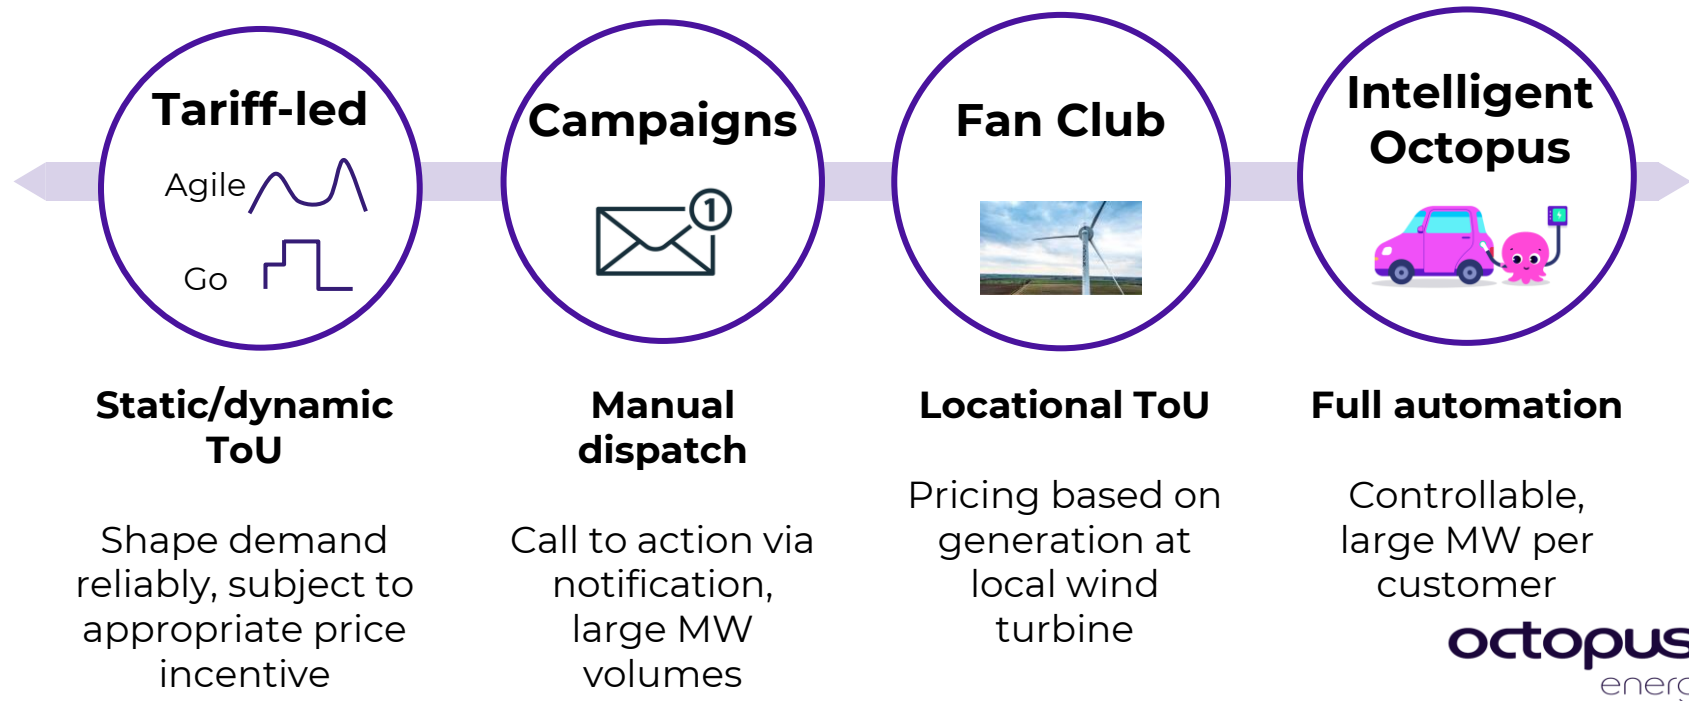 Tariff-led
Agile
Go
Static/dynamic
ToU
Shape demand
reliably, subject to
appropriate price
incentive
Campaigns
1
Manual
dispatch
Call to action via
notification,
large MW
volumes
Fan Club
Locational ToU
Pricing based on
generation at
local wind
turbine
Intelligent
Octopus
Full automation
Controllable,
large MW per
customer
octopus
energ